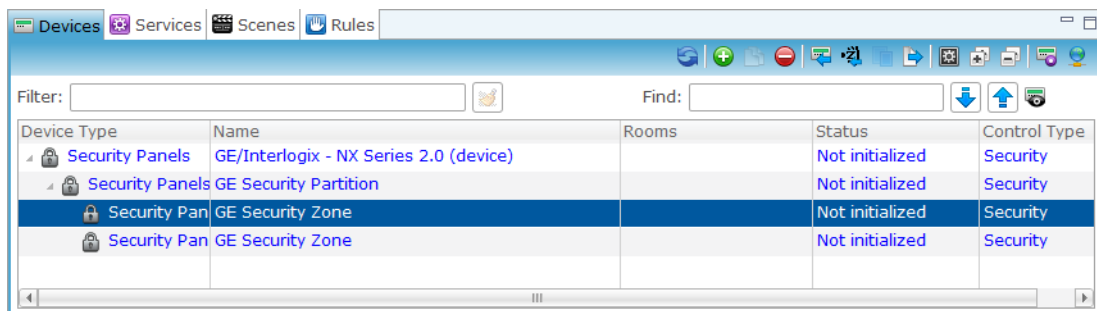 Devices Services Scenes Rules
Filter: Find:
Device Type Name Rooms Status Control Type
Security Panels GE/Interlogix - NX Series 2.0 (device) Not initialized Security
Security Panels GE Security Partition Not initialized Security
Security Pan GE Security Zone Not initialized Security
Security Pan GE Security Zone Not initialized Security